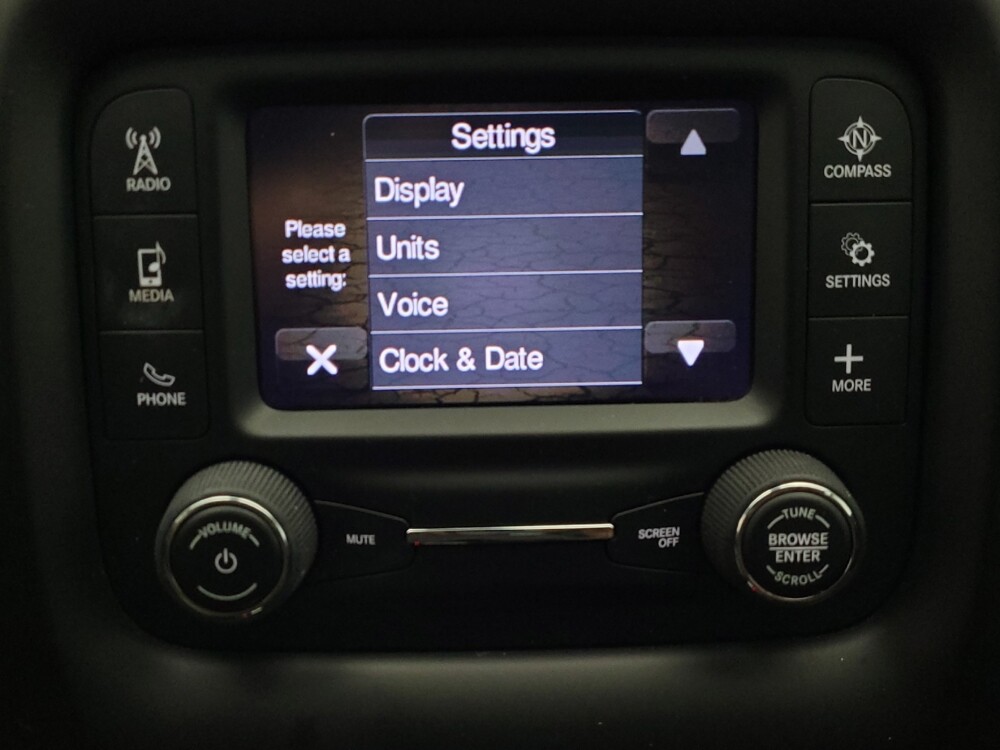 RADIO
MEDIA
PHONE
Settings
Display
Units
Voice
Clock & Date
Please
select a
setting:
N
COMPASS
SETTINGS
MORE
VOLUME
MUTE
SCREEN
OFF
TUNE
BROWSE
ENTER
SCROLL